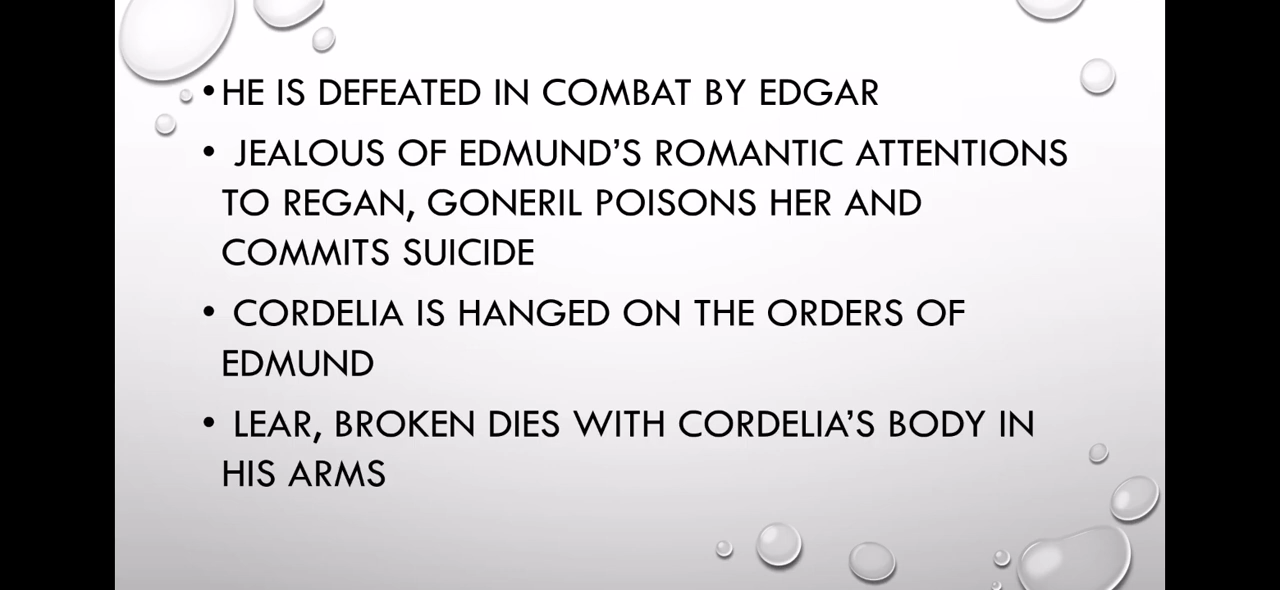 •HE IS DEFEATED IN COMBAT BY EDGAR
• JEALOUS OF EDMUND’S ROMANTIC ATTENTIONS
TO REGAN, GONERIL POISONS HER AND
COMMITS SUICIDE
• CORDELIA IS HANGED ON THE ORDERS OF
EDMUND
• LEAR, BROKEN DIES WITH CORDELIA’S BODY IN
HIS ARMS